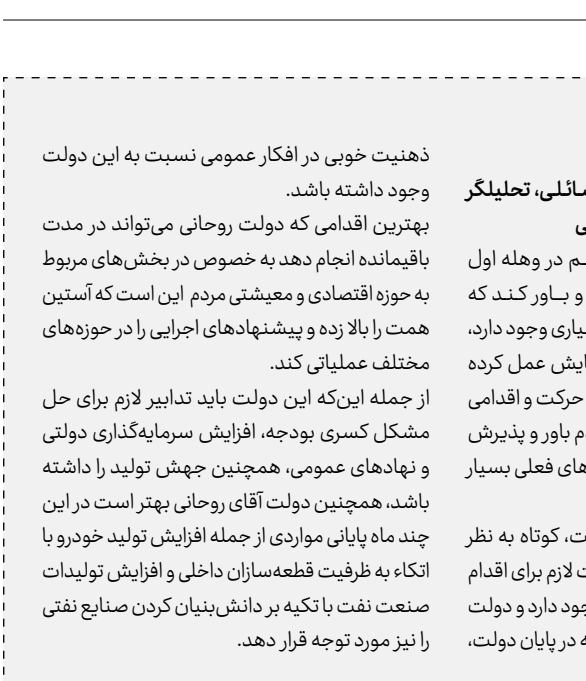 سائلی، تحلیلگر
در وهله اول
و بـاور کـنـد که
وجود دارد،
عمل کرده
حرکت و اقدامی
باور و پذیرش
فعلی بسیار
کوتاه به نظر
لازم برای اقدام
دارد و دولت
در پایان دولت،
ذهنیت خوبی در افکار عمومی نسبت به این دولت
وجود داشته باشد.
بهترین اقدامی که دولت روحانی می‌تواند در مدت
باقیمانده انجام دهد به خصوص در بخش‌های مربوط
به حوزه اقتصادی و معیشتی مردم این است که آستین
همت را بالا زده و پیشنهادهای اجرایی را در حوزه‌های
مختلف عملیاتی کند.
از جمله این‌که این دولت باید تدابیر لازم برای حل
مشکل کسری بودجه، افزایش سرمایه‌گذاری دولتی
و نهادهای عمومی، همچنین جهش تولید را داشته
باشد، همچنین دولت آقای روحانی بهتر است در این
چند ماه پایانی مواردی از جمله افزایش تولید خودرو با
اتکاء به ظرفیت قطعه‌سازان داخلی و افزایش تولیدات
صنعت نفت با تکیه بر دانش‌بنیان کردن صنایع نفتی
را نیز مورد توجه قرار دهد.